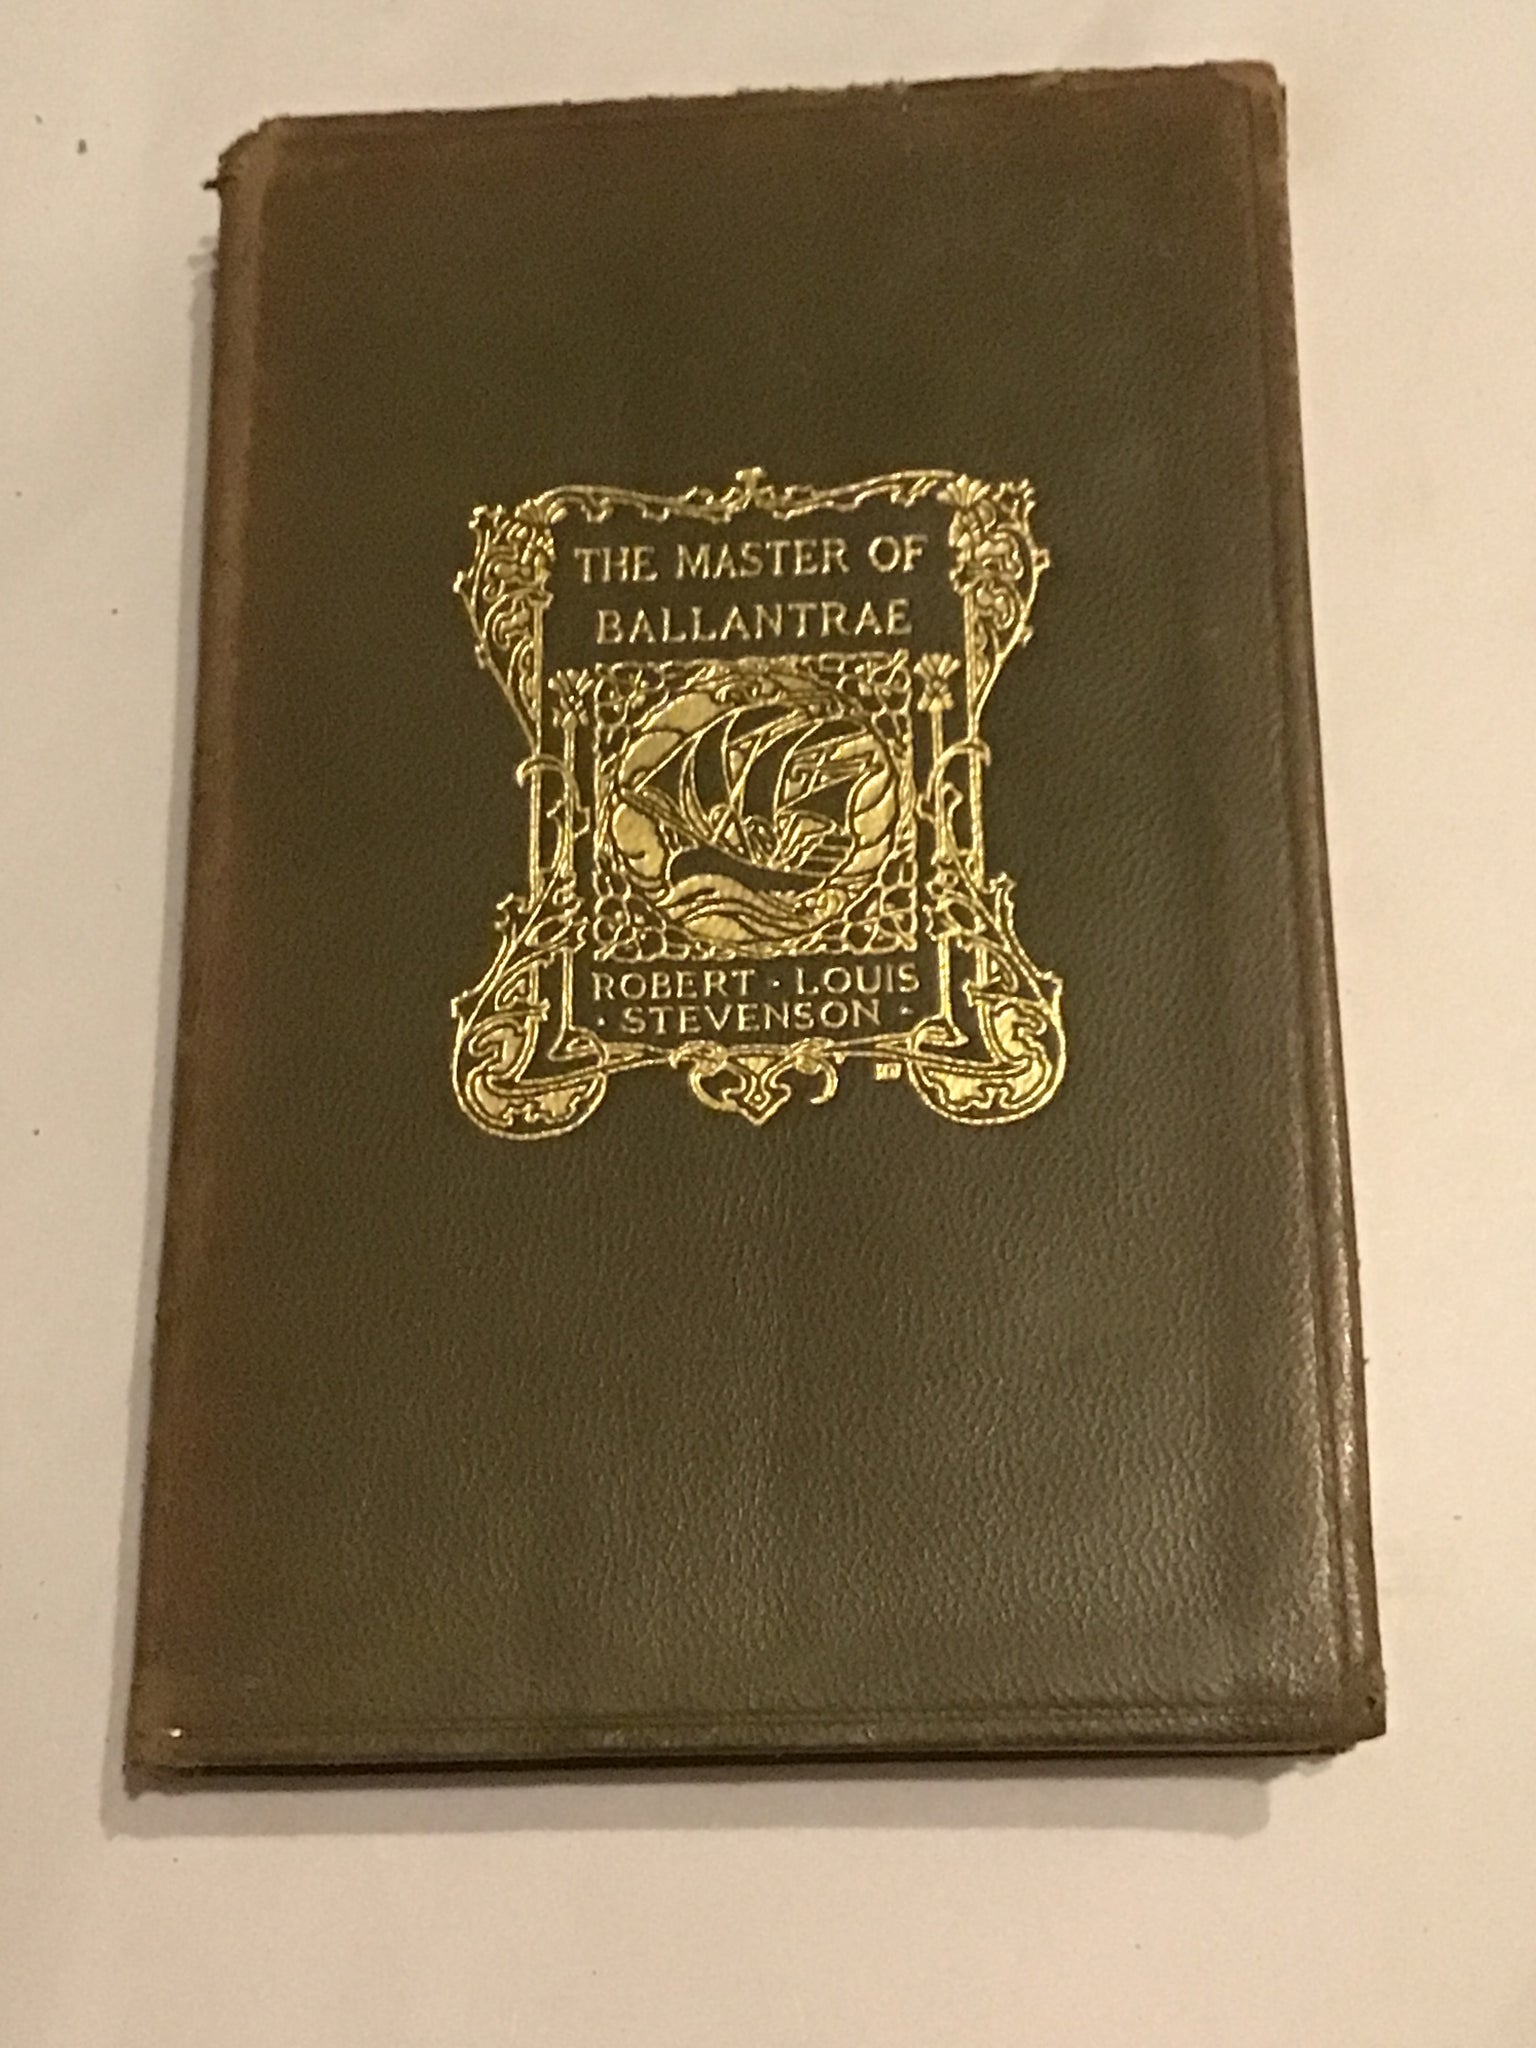 THE MASTER OF
BALLANTRAE
ROBERT · LOUIS
· STEVENSON ·